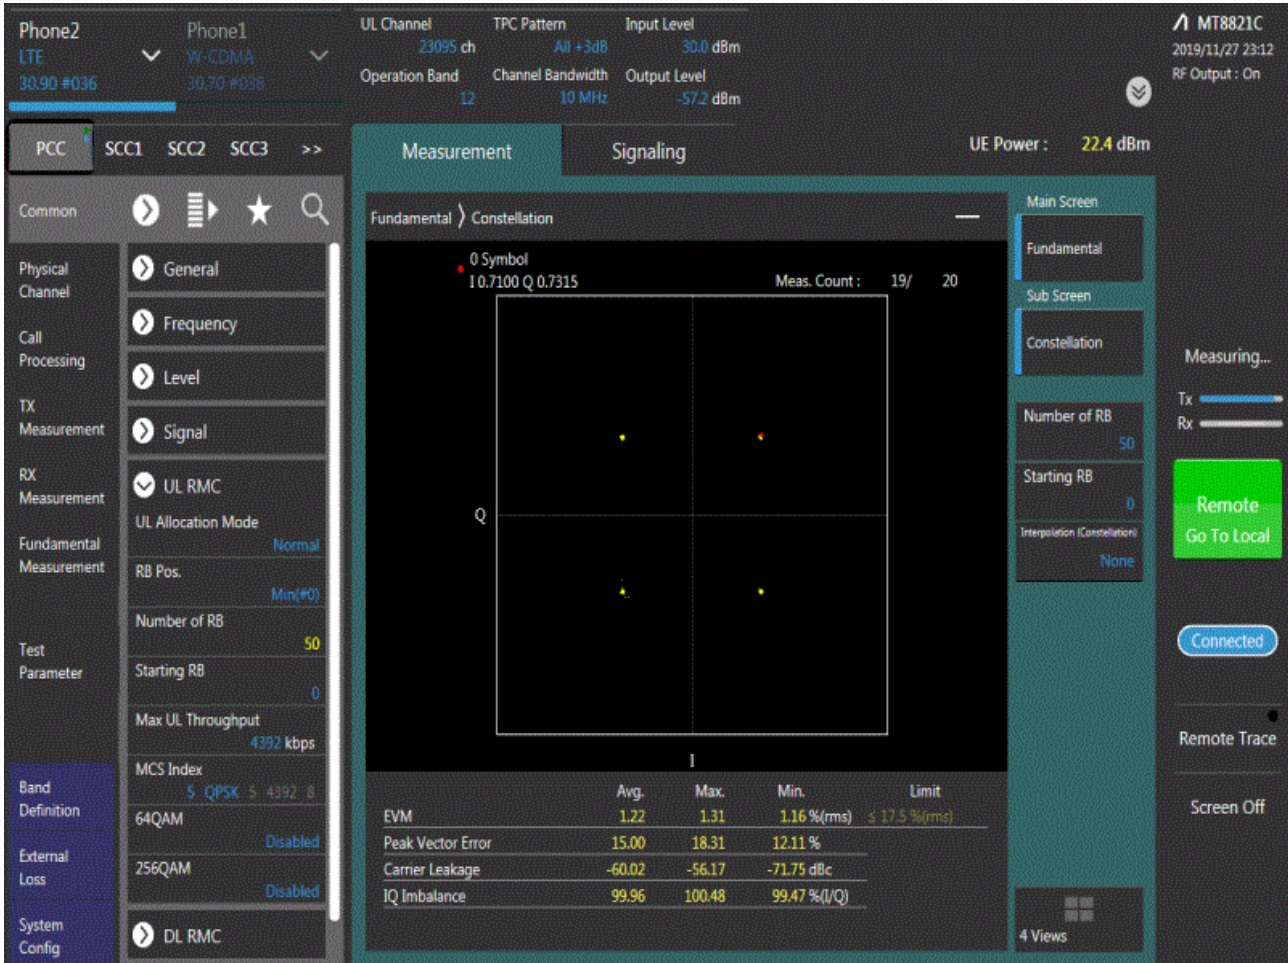 Phone2
LTE
30.90 #036
Phone1
W-CDMA
30.70 #038
UL Channel
23095 ch
Operation Band
12
TPC Pattern
All +3dB
Channel Bandwidth
10 MHz
Input Level
30.0 dBm
Output Level
-57.2 dBm
MT8821C
2019/11/27 23:12
RF Output : On
PCC SCC1 SCC2 SCC3 >>
Measurement
Signaling
UE Power : 22.4 dBm
Common
Physical
Channel
Call
Processing
TX
Measurement
RX
Measurement
Fundamental
Measurement
Test
Parameter
Band
Definition
External
Loss
System
Config
General
Frequency
Level
Signal
UL RMC
UL Allocation Mode
Normal
RB Pos.
Min(#0)
Number of RB
50
Starting RB
0
Max UL Throughput
4392 kbps
MCS Index
5 QPSK 5 4392 8
64QAM
Disabled
256QAM
Disabled
DL RMC
Fundamental 〉 Constellation
0 Symbol
I 0.7100 Q 0.7315
Meas. Count : 19/ 20
Q
I
Avg. Max. Min. Limit
EVM 1.22 1.31 1.16 %(rms) ≤ 17.5 %(rms)
Peak Vector Error 15.00 18.31 12.11 %
Carrier Leakage -60.02 -56.17 -71.75 dBc
IQ Imbalance 99.96 100.48 99.47 %(I/Q)
Main Screen
Fundamental
Sub Screen
Constellation
Number of RB
50
Starting RB
0
Interpolation (Constellation)
None
4 Views
Measuring...
Tx
Rx
Remote
Go To Local
Connected
Remote Trace
Screen Off